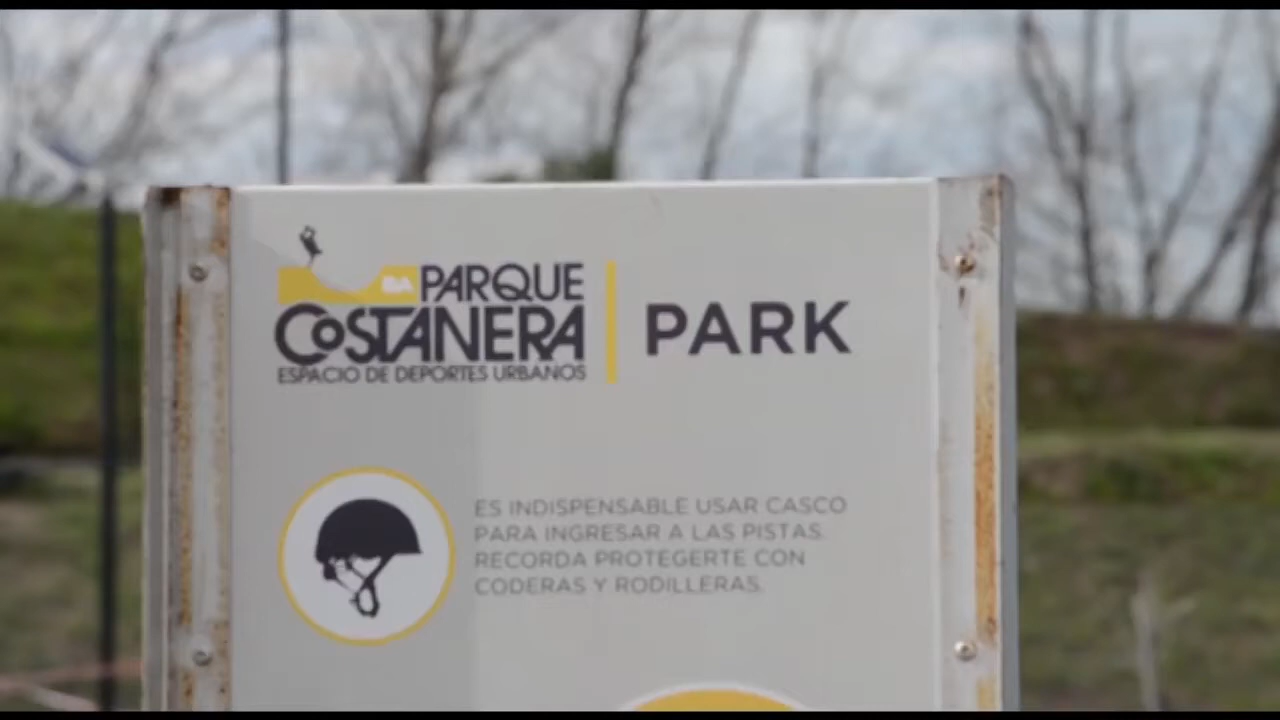 BA PARQUE
COSTANERA
ESPACIO DE DEPORTES URBANOS
PARK
ES INDISPENSABLE USAR CASCO
PARA INGRESAR A LAS PISTAS.
RECORDA PROTEGERTE CON
CODERAS Y RODILLERAS.